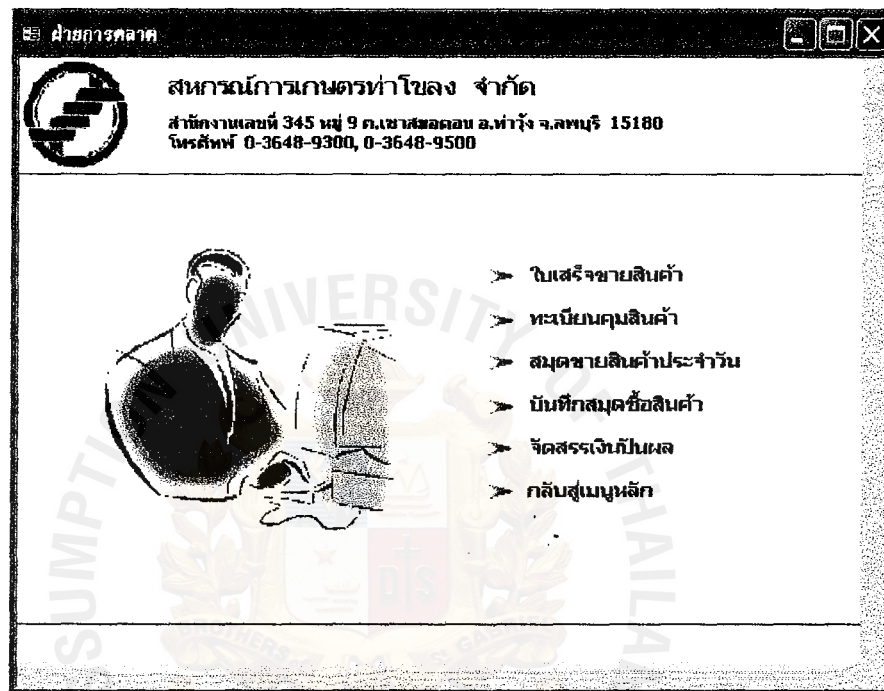 ฝ่ายการตลาด
สหกรณ์การเกษตรท่าโขลง จำกัด
สำนักงานเลขที่ 345 หมู่ 9 ต.เขาสมอคอน อ.ท่าวุ้ง จ.ลพบุรี 15180
โทรศัพท์ 0-3648-9300, 0-3648-9500
ใบเสร็จขายสินค้า
ทะเบียนคุมสินค้า
สมุดขายสินค้าประจำวัน
บันทึกสมุดซื้อสินค้า
จัดสรรเงินปันผล
กลับสู่เมนูหลัก
SUMPTION UNIVERSITY OF THAILA
DS
BROTHERS
GABRIEL